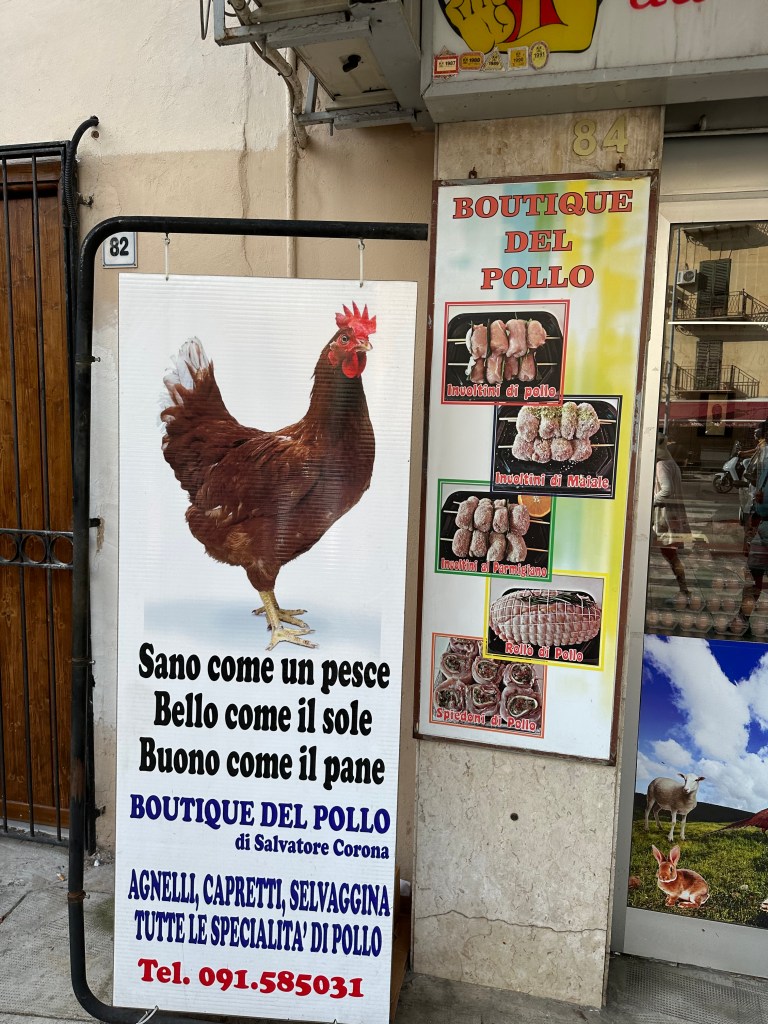 84
82
BOUTIQUE
DEL
POLLO
Involtini di pollo
Involtini di Maiale
Involtini al Parmigiano
Rollò di Pollo
Spiedoni di Pollo
Sano come un pesce
Bello come il sole
Buono come il pane
BOUTIQUE DEL POLLO
di Salvatore Corona
AGNELLI, CAPRETTI, SELVAGGINA
TUTTE LE SPECIALITA' DI POLLO
Tel. 091.585031